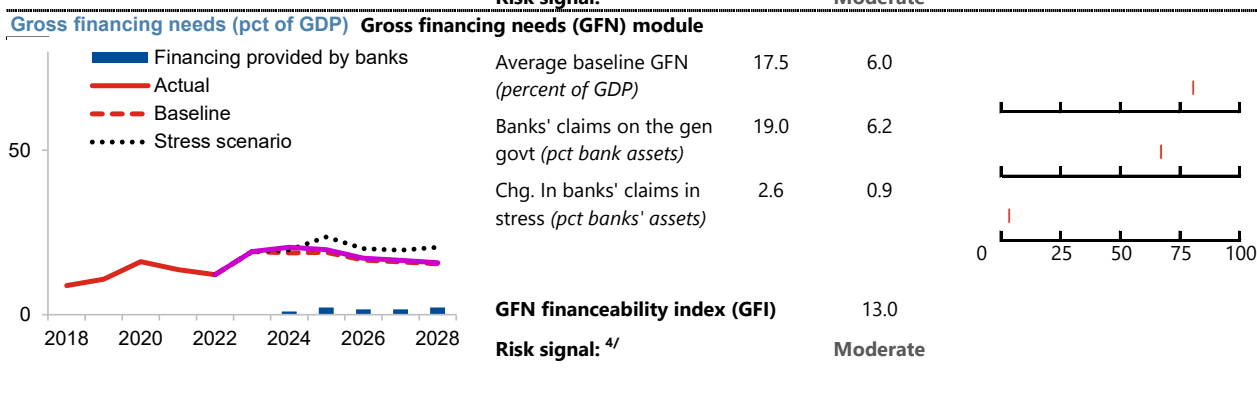 Risk signal: Moderate
Gross financing needs (pct of GDP) Gross financing needs (GFN) module
Financing provided by banks
Actual
Baseline
Stress scenario
50
0
2018 2020 2022 2024 2026 2028
Average baseline GFN 17.5 6.0
(percent of GDP)
Banks' claims on the gen 19.0 6.2
govt (pct bank assets)
Chg. In banks' claims in 2.6 0.9
stress (pct banks' assets)
0 25 50 75 100
GFN financeability index (GFI) 13.0
Risk signal: 4/ Moderate